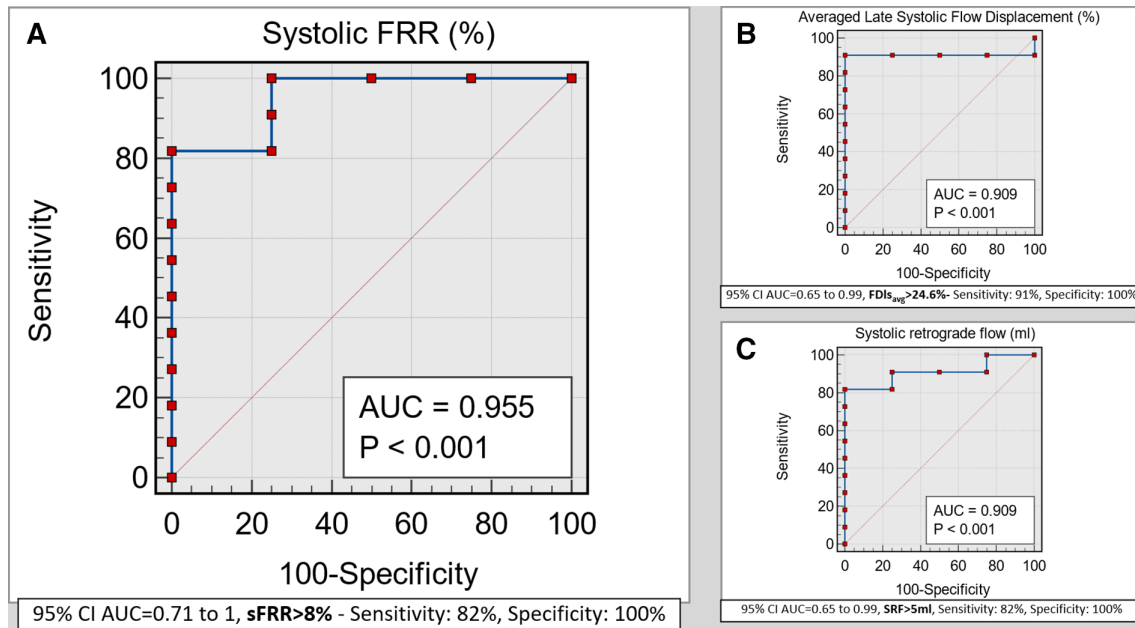 A
Systolic FRR (%)
100
80
60
40
20
0
Sensitivity
AUC = 0.955
P < 0.001
0 20 40 60 80 100
100-Specificity
95% CI AUC=0.71 to 1, sFRR>8% - Sensitivity: 82%, Specificity: 100%
B
Averaged Late Systolic Flow Displacement (%)
100
80
60
40
20
0
Sensitivity
AUC = 0.909
P < 0.001
0 20 40 60 80 100
100-Specificity
95% CI AUC=0.65 to 0.99, FDlsavg>24.6%- Sensitivity: 91%, Specificity: 100%
C
Systolic retrograde flow (ml)
100
80
60
40
20
0
Sensitivity
AUC = 0.909
P < 0.001
0 20 40 60 80 100
100-Specificity
95% CI AUC=0.65 to 0.99, SRF>5ml, Sensitivity: 82%, Specificity: 100%